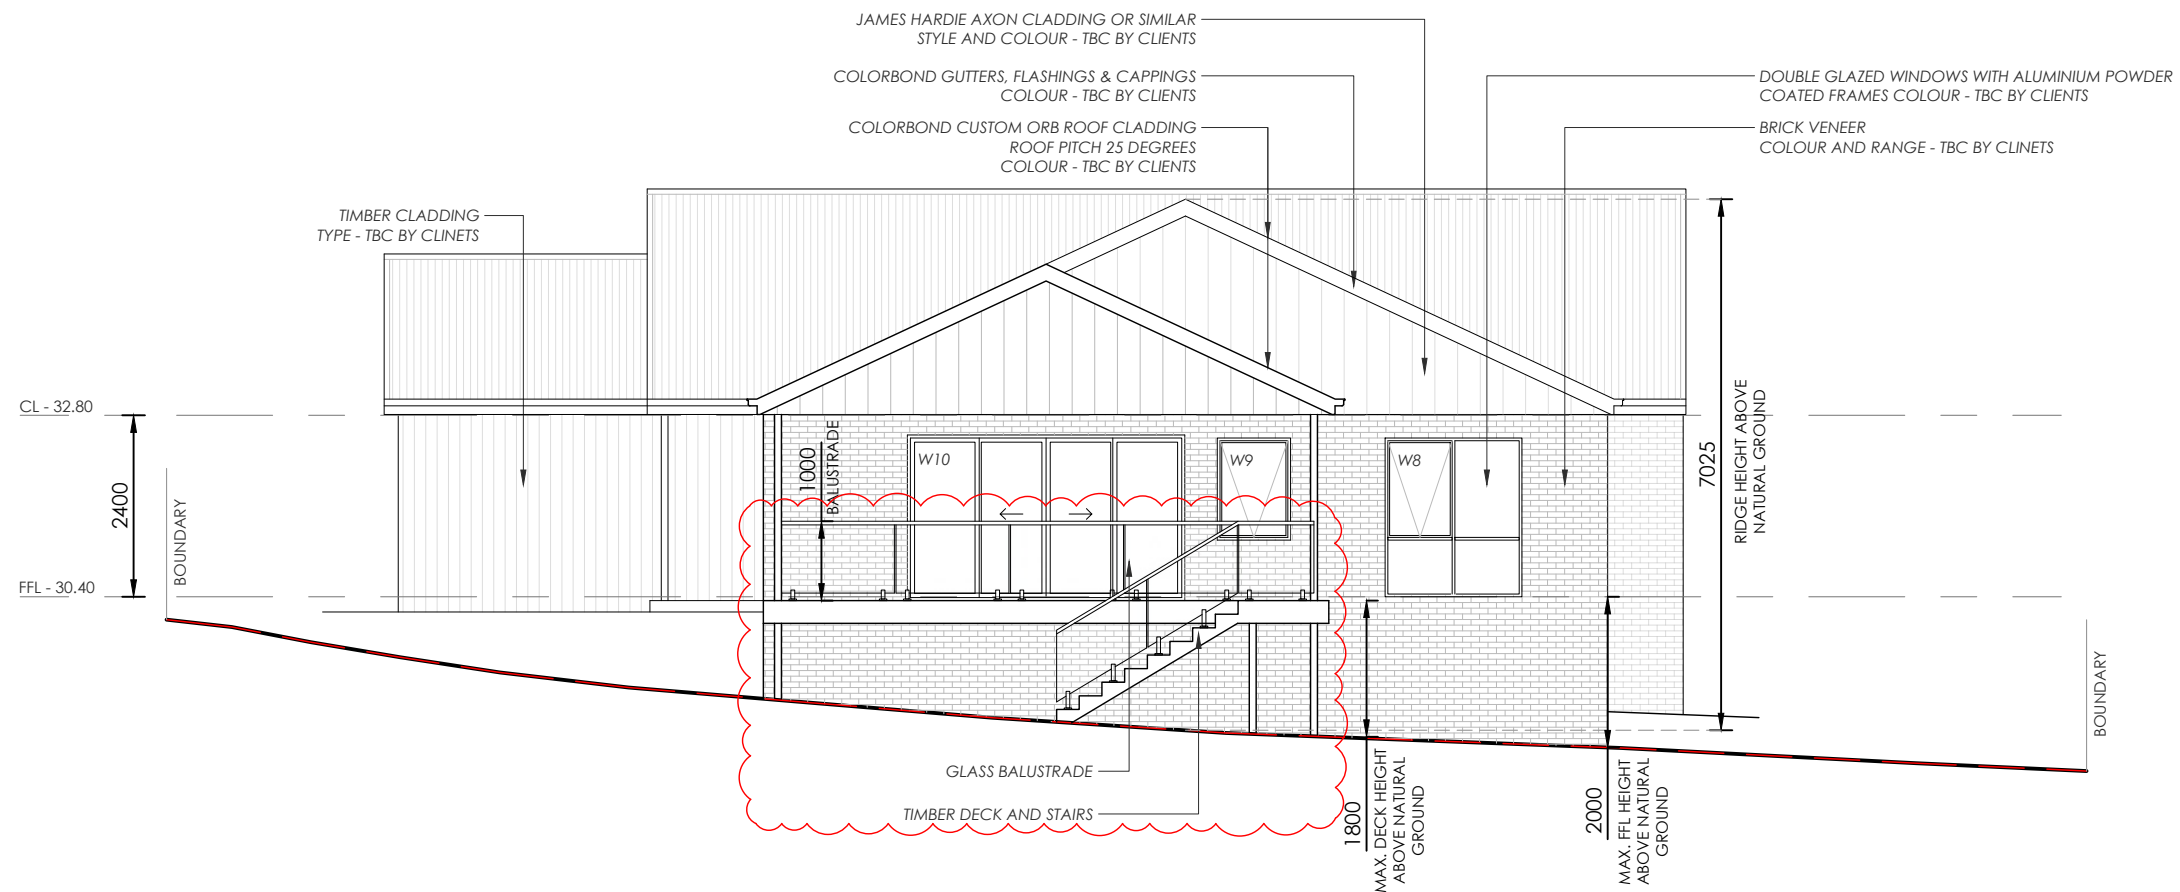 JAMES HARDIE AXON CLADDING OR SIMILAR
STYLE AND COLOUR - TBC BY CLIENTS
COLORBOND GUTTERS, FLASHINGS & CAPPINGS
COLOUR - TBC BY CLIENTS
COLORBOND CUSTOM ORB ROOF CLADDING
ROOF PITCH 25 DEGREES
COLOUR - TBC BY CLIENTS
DOUBLE GLAZED WINDOWS WITH ALUMINIUM POWDER
COATED FRAMES COLOUR - TBC BY CLIENTS
BRICK VENEER
COLOUR AND RANGE - TBC BY CLINETS
TIMBER CLADDING
TYPE - TBC BY CLINETS
CL - 32.80
2400
FFL - 30.40
BOUNDARY
1000
BALUSTRADE
W10
W9
W8
7025
RIDGE HEIGHT ABOVE
NATURAL GROUND
BOUNDARY
GLASS BALUSTRADE
TIMBER DECK AND STAIRS
1800
MAX. DECK HEIGHT
ABOVE NATURAL
GROUND
2000
MAX. FFL HEIGHT
ABOVE NATURAL
GROUND